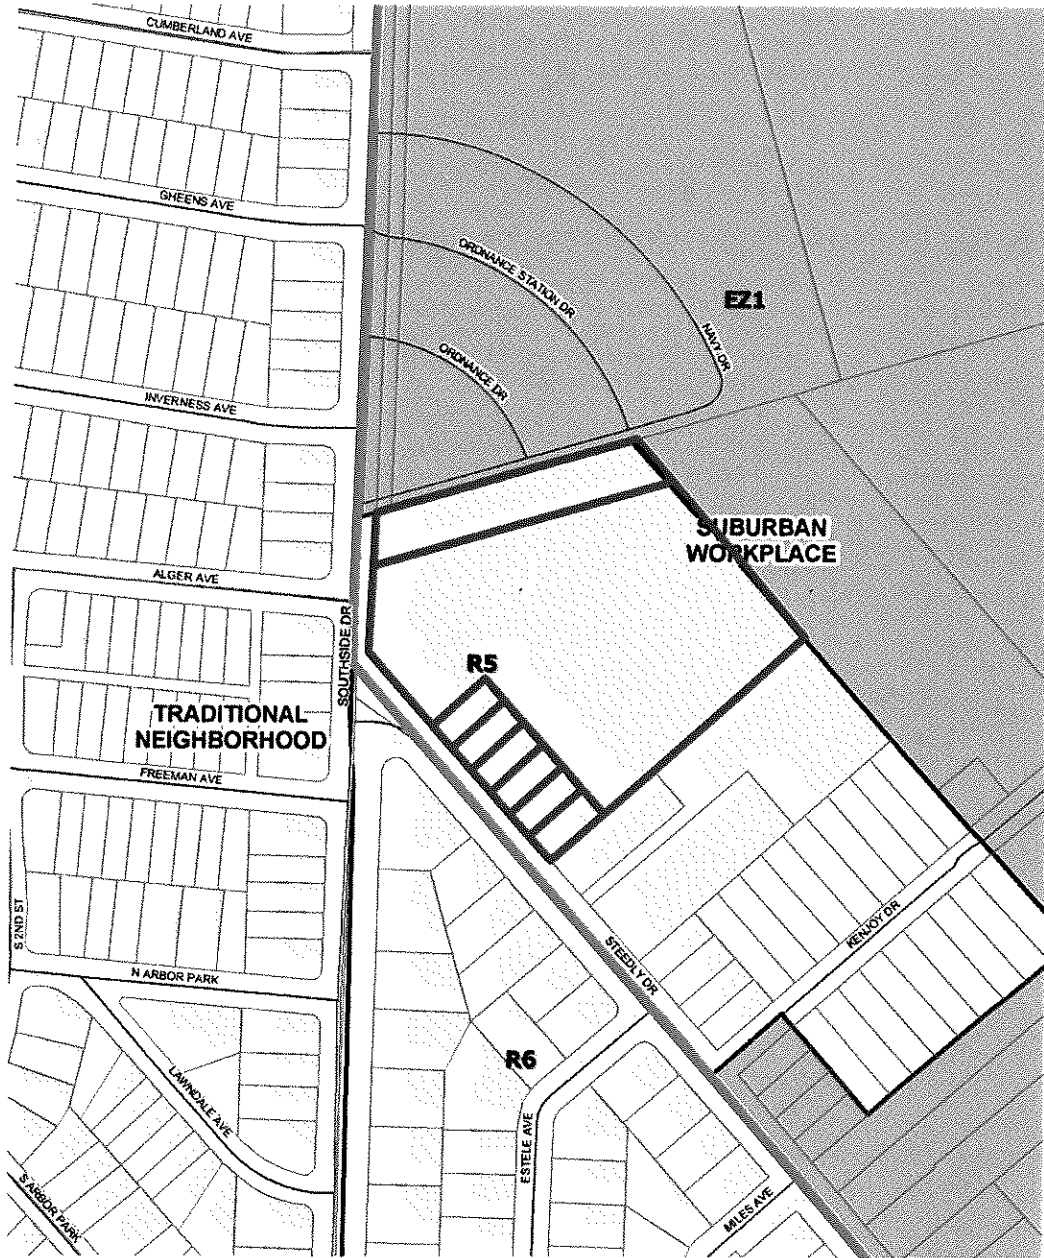 CUMBERLAND AVE
GHEENS AVE
ORDNANCE STATION DR
EZ1
NAVY DR
ORDNANCE DR
INVERNESS AVE
SUBURBAN
WORKPLACE
ALGER AVE
SOUTHSIDE DR
R5
TRADITIONAL
NEIGHBORHOOD
FREEMAN AVE
S 2ND ST
KENJOY DR
STEEDLY DR
N ARBOR PARK
R6
LAWNDALE AVE
ESTELE AVE
S ARBOR PARK
MILES AVE